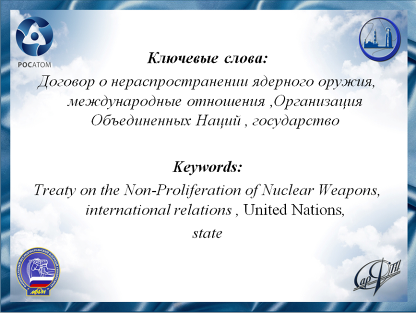 РОСАТОМ
Ключевые слова:
Договор о нераспространении ядерного оружия,
международные отношения ,Организация
Объединенных Наций , государство
Keywords:
Treaty on the Non-Proliferation of Nuclear Weapons,
international relations , United Nations,
state